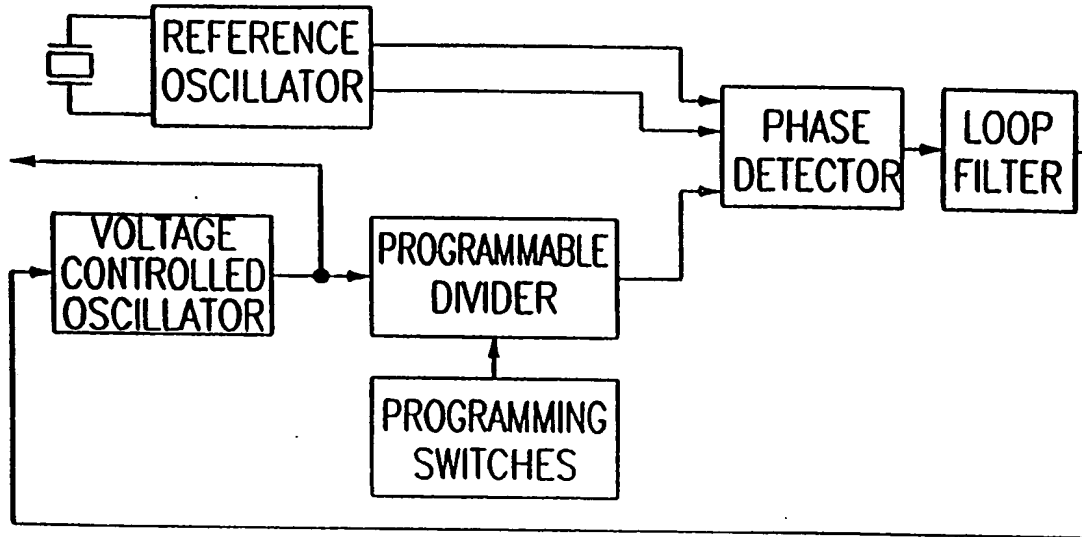 REFERENCE
OSCILLATOR
PHASE
DETECTOR
LOOP
FILTER
VOLTAGE
CONTROLLED
OSCILLATOR
PROGRAMMABLE
DIVIDER
PROGRAMMING
SWITCHES